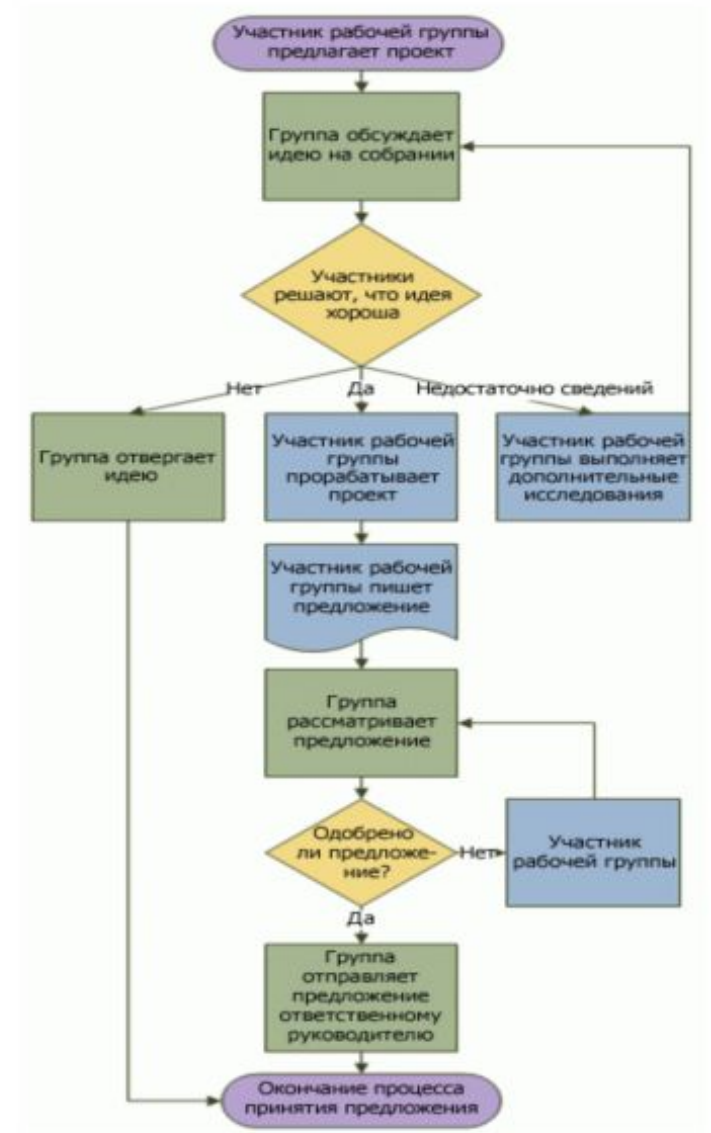 Участник рабочей группы
предлагает проект
Группа обсуждает
идею на собрании
Участники
решают, что идея
хороша
Нет
Да
Недостаточно сведений
Группа отвергает
идею
Участник рабочей
группы
прорабатывает
проект
Участник рабочей
группы выполняет
дополнительные
исследования
Участник рабочей
группы пишет
предложение
Группа
рассматривает
предложение
Одобрено
ли предложе-
ние?
Нет
Участник
рабочей группы
Да
Группа
отправляет
предложение
ответственному
руководителю
Окончание процесса
принятия предложения